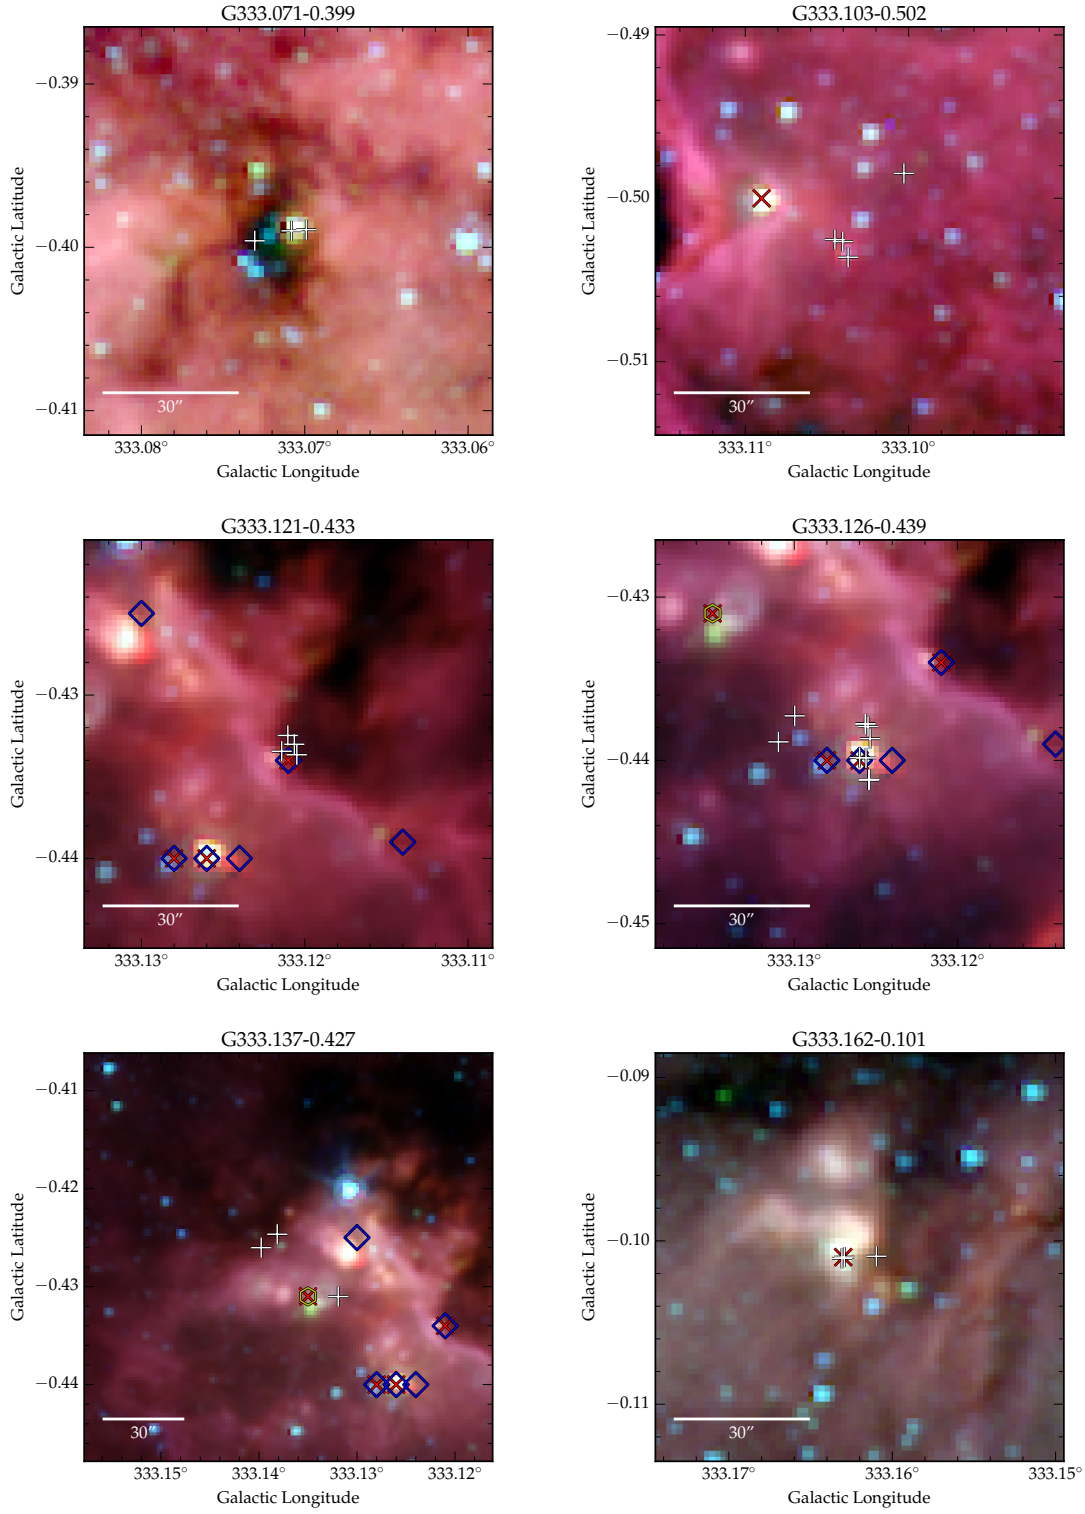 G333.071-0.399
−0.39
−0.40
−0.41
Galactic Latitude
30″
333.08° 333.07° 333.06°
Galactic Longitude
G333.103-0.502
−0.49
−0.50
−0.51
Galactic Latitude
30″
333.11° 333.10°
Galactic Longitude
G333.121-0.433
−0.43
−0.44
Galactic Latitude
30″
333.13° 333.12° 333.11°
Galactic Longitude
G333.126-0.439
−0.43
−0.44
−0.45
Galactic Latitude
30″
333.13° 333.12°
Galactic Longitude
G333.137-0.427
−0.41
−0.42
−0.43
−0.44
Galactic Latitude
30″
333.15° 333.14° 333.13° 333.12°
Galactic Longitude
G333.162-0.101
−0.09
−0.10
−0.11
Galactic Latitude
30″
333.17° 333.16° 333.15°
Galactic Longitude